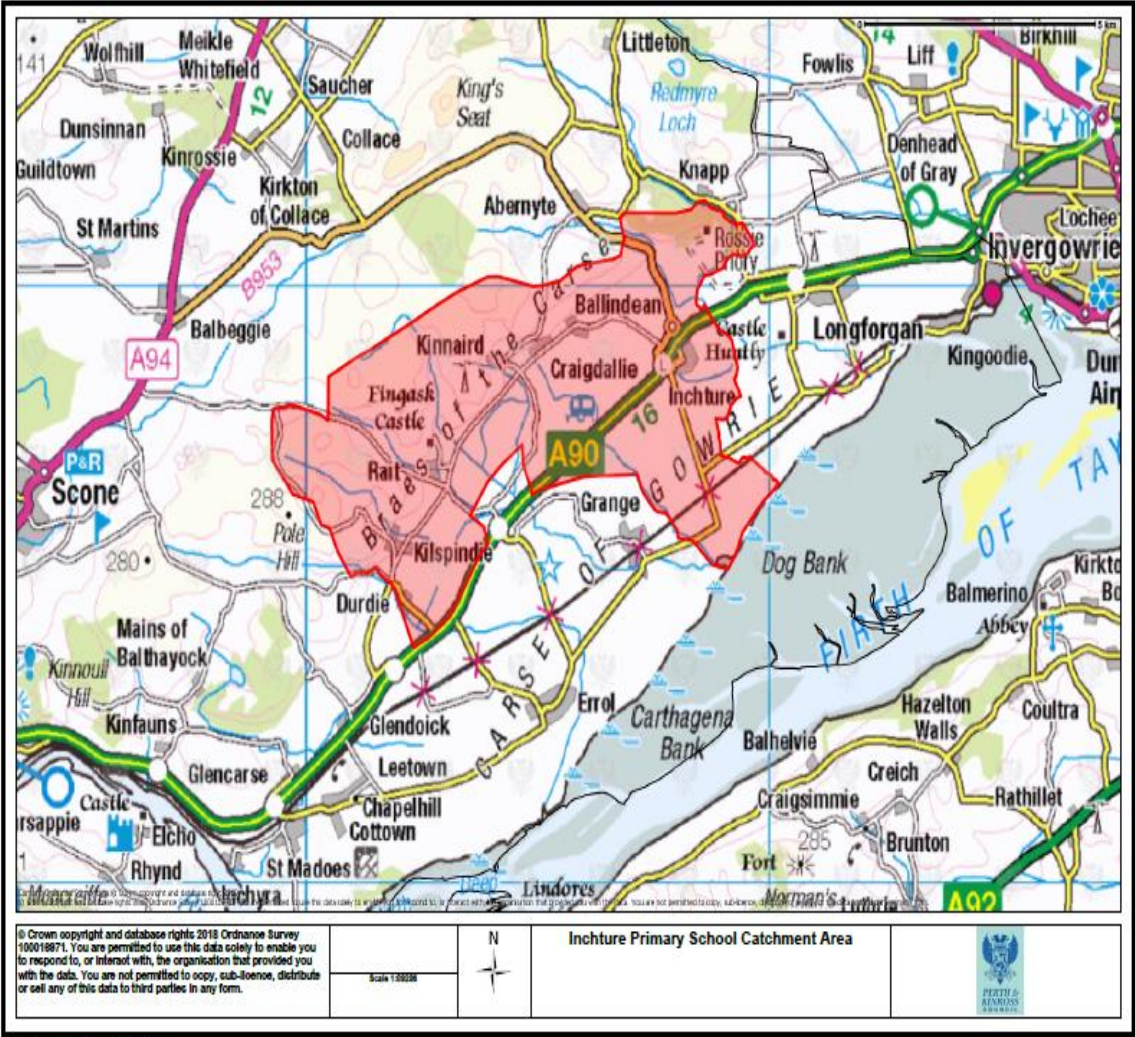 5 km
141
Wolfhill
Meikle
Whitefield
12
Saucher
King's
Seat
Littleton
Redmyre
Loch
Fowlis
14
Liff
Birkhill
Dunsinnan
Guildtown
Kinrossie
Collace
Kirkton
of Collace
St Martins
Abernyte
Knapp
Denhead
of Gray
Lochee
Invergowrie
B953
Balbeggie
A94
Rossie
Priory
Ballindean
Kinnaird
Craigdallie
Castle
Huntly
Longforgan
Kingoodie
Fingask
Castle
Inchture
16
A90
Braes of the Carse
Rait
P&R
Scone
288
Pole
Hill
280
Kilspindie
Grange
CARSE OF GOWRIE
Dog Bank
FIRTH OF TAY
Balmerino
Abbey
Durdie
Mains of
Balthayock
Kinnoull
Hill
Kinfauns
Glencarse
Glendoick
Leetown
Errol
Carthagena
Bank
Balhelvie
Hazelton
Walls
Coultra
Creich
Craigsimmie
Rathillet
285
Brunton
Fort
Norman's
A92
Castle
Elcho
Rhynd
Chapelhill
Cottown
St Madoes
Deep
Lindores
© Crown copyright and database rights 2018 Ordnance Survey
100016971. You are permitted to use this data solely to enable you
to respond to, or interact with, the organisation that provided you
with the data. You are not permitted to copy, sub-licence, distribute
or sell any of this data to third parties in any form.
N
Inchture Primary School Catchment Area
PERTH &
KINROSS
COUNCIL